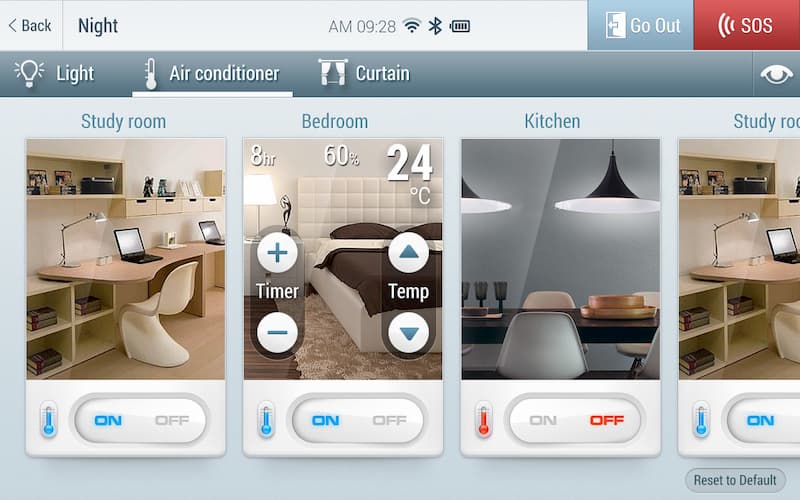 Back
Night
AM 09:28
Go Out
SOS
Light
Air conditioner
Curtain
Study room
Bedroom
Kitchen
Study roo
8hr
60%
24
°C
Timer
Temp
ON OFF
ON OFF
ON OFF
ON
Reset to Default